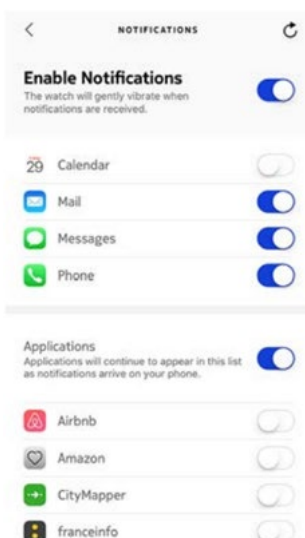 NOTIFICATIONS
Enable Notifications
The watch will gently vibrate when
notifications are received.
29 Calendar
Mail
Messages
Phone
Applications
Applications will continue to appear in this list
as notifications arrive on your phone.
Airbnb
Amazon
CityMapper
franceinfo